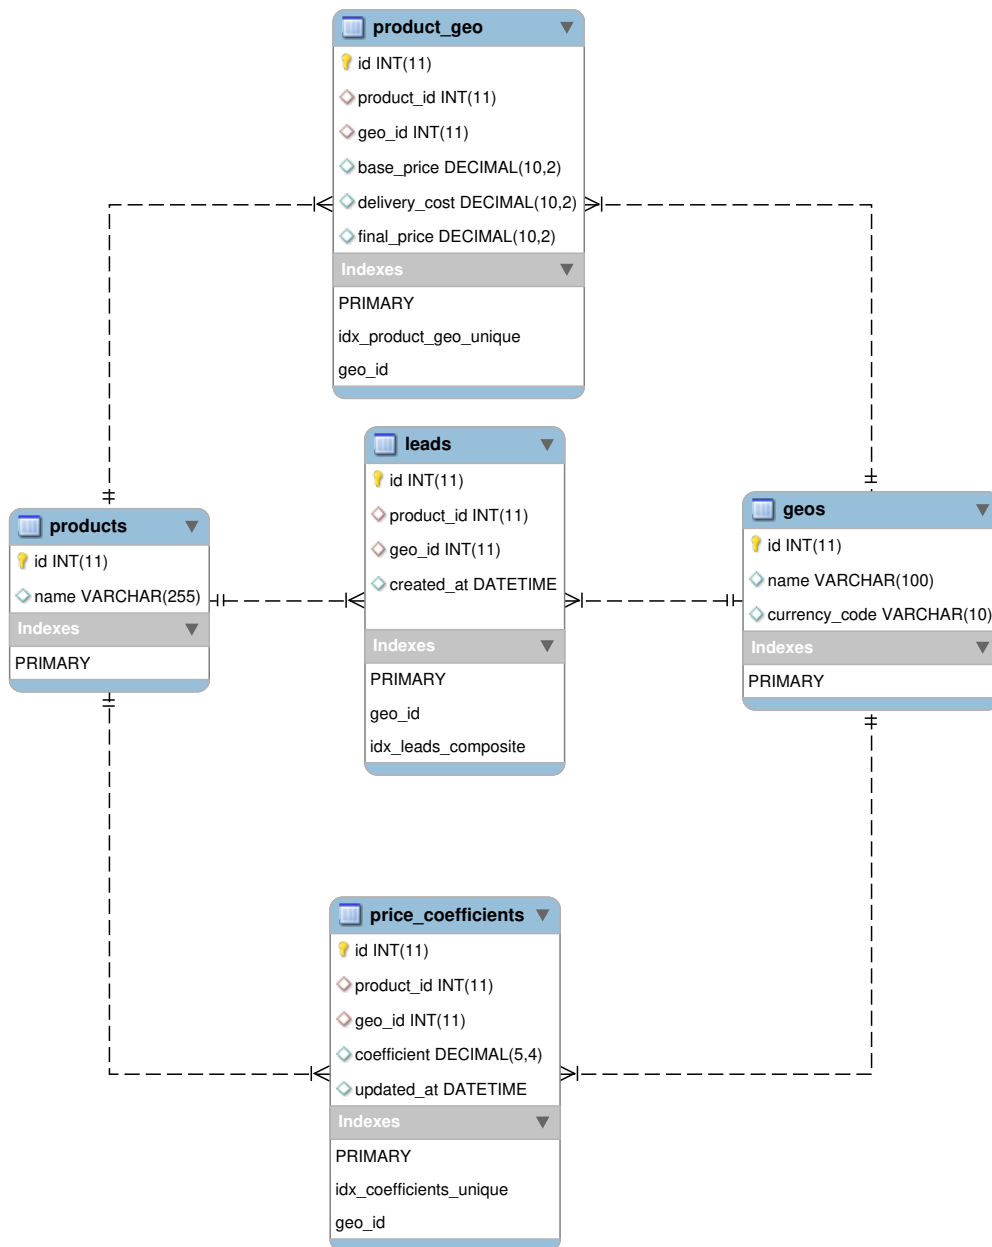 product_geo
id INT(11)
product_id INT(11)
geo_id INT(11)
base_price DECIMAL(10,2)
delivery_cost DECIMAL(10,2)
final_price DECIMAL(10,2)
Indexes
PRIMARY
idx_product_geo_unique
geo_id
leads
id INT(11)
product_id INT(11)
geo_id INT(11)
created_at DATETIME
Indexes
PRIMARY
geo_id
idx_leads_composite
products
id INT(11)
name VARCHAR(255)
Indexes
PRIMARY
geos
id INT(11)
name VARCHAR(100)
currency_code VARCHAR(10)
Indexes
PRIMARY
price_coefficients
id INT(11)
product_id INT(11)
geo_id INT(11)
coefficient DECIMAL(5,4)
updated_at DATETIME
Indexes
PRIMARY
idx_coefficients_unique
geo_id